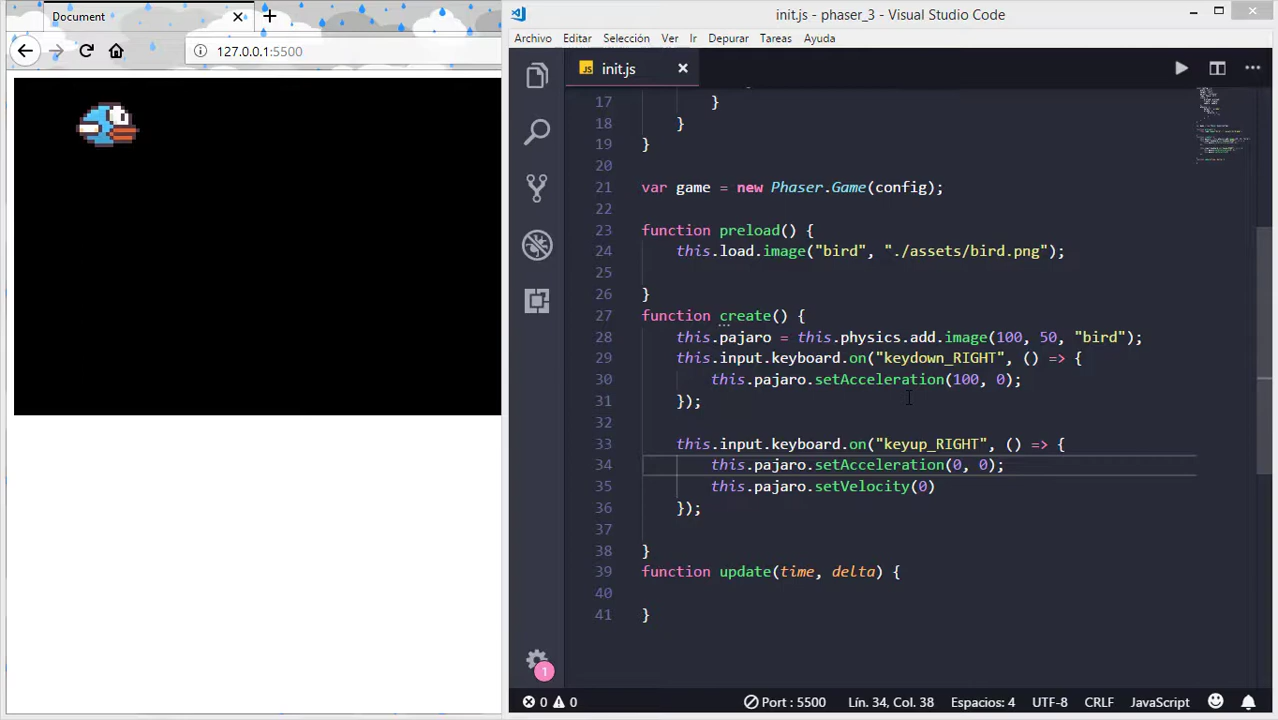 Document
127.0.0.1:5500
init.js - phaser_3 - Visual Studio Code
Archivo Editar Selección Ver Ir Depurar Tareas Ayuda
JS init.js
17 }
18 }
19 }
20
21 var game = new Phaser.Game(config);
22
23 function preload() {
24 this.load.image("bird", "./assets/bird.png");
25
26 }
27 function create() {
28 this.pajaro = this.physics.add.image(100, 50, "bird");
29 this.input.keyboard.on("keydown_RIGHT", () => {
30 this.pajaro.setAcceleration(100, 0);
31 });
32
33 this.input.keyboard.on("keyup_RIGHT", () => {
34 this.pajaro.setAcceleration(0, 0);
35 this.pajaro.setVelocity(0)
36 });
37
38 }
39 function update(time, delta) {
40
41 }
1
0 0 Port : 5500 Lín. 34, Col. 38 Espacios: 4 UTF-8 CRLF JavaScript